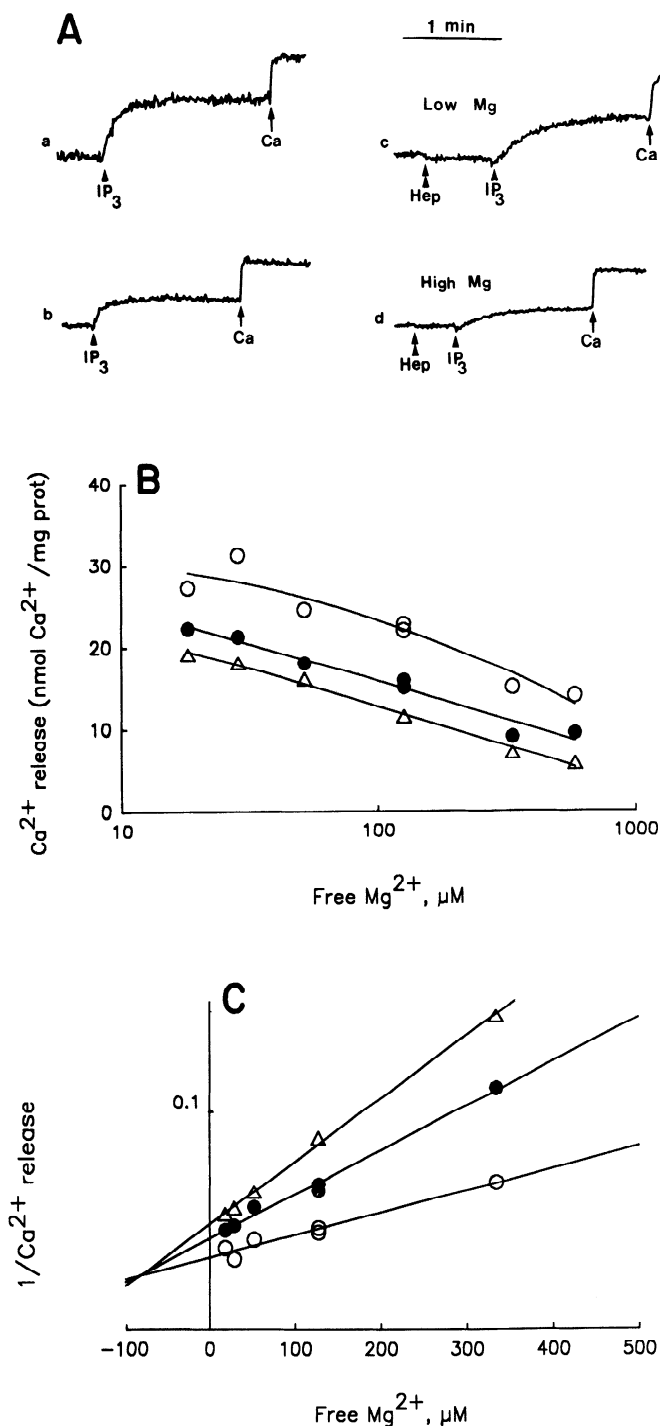 A
1 min
a
IP3
Ca
Low Mg
c
Hep
IP3
Ca
b
IP3
Ca
High Mg
d
Hep
IP3
Ca
B
Ca2+ release (nmol Ca2+/mg prot)
40
30
20
10
0
10
100
1000
Free Mg2+, μM
C
1/Ca2+ release
0.1
-100
0
100
200
300
400
500
Free Mg2+, μM